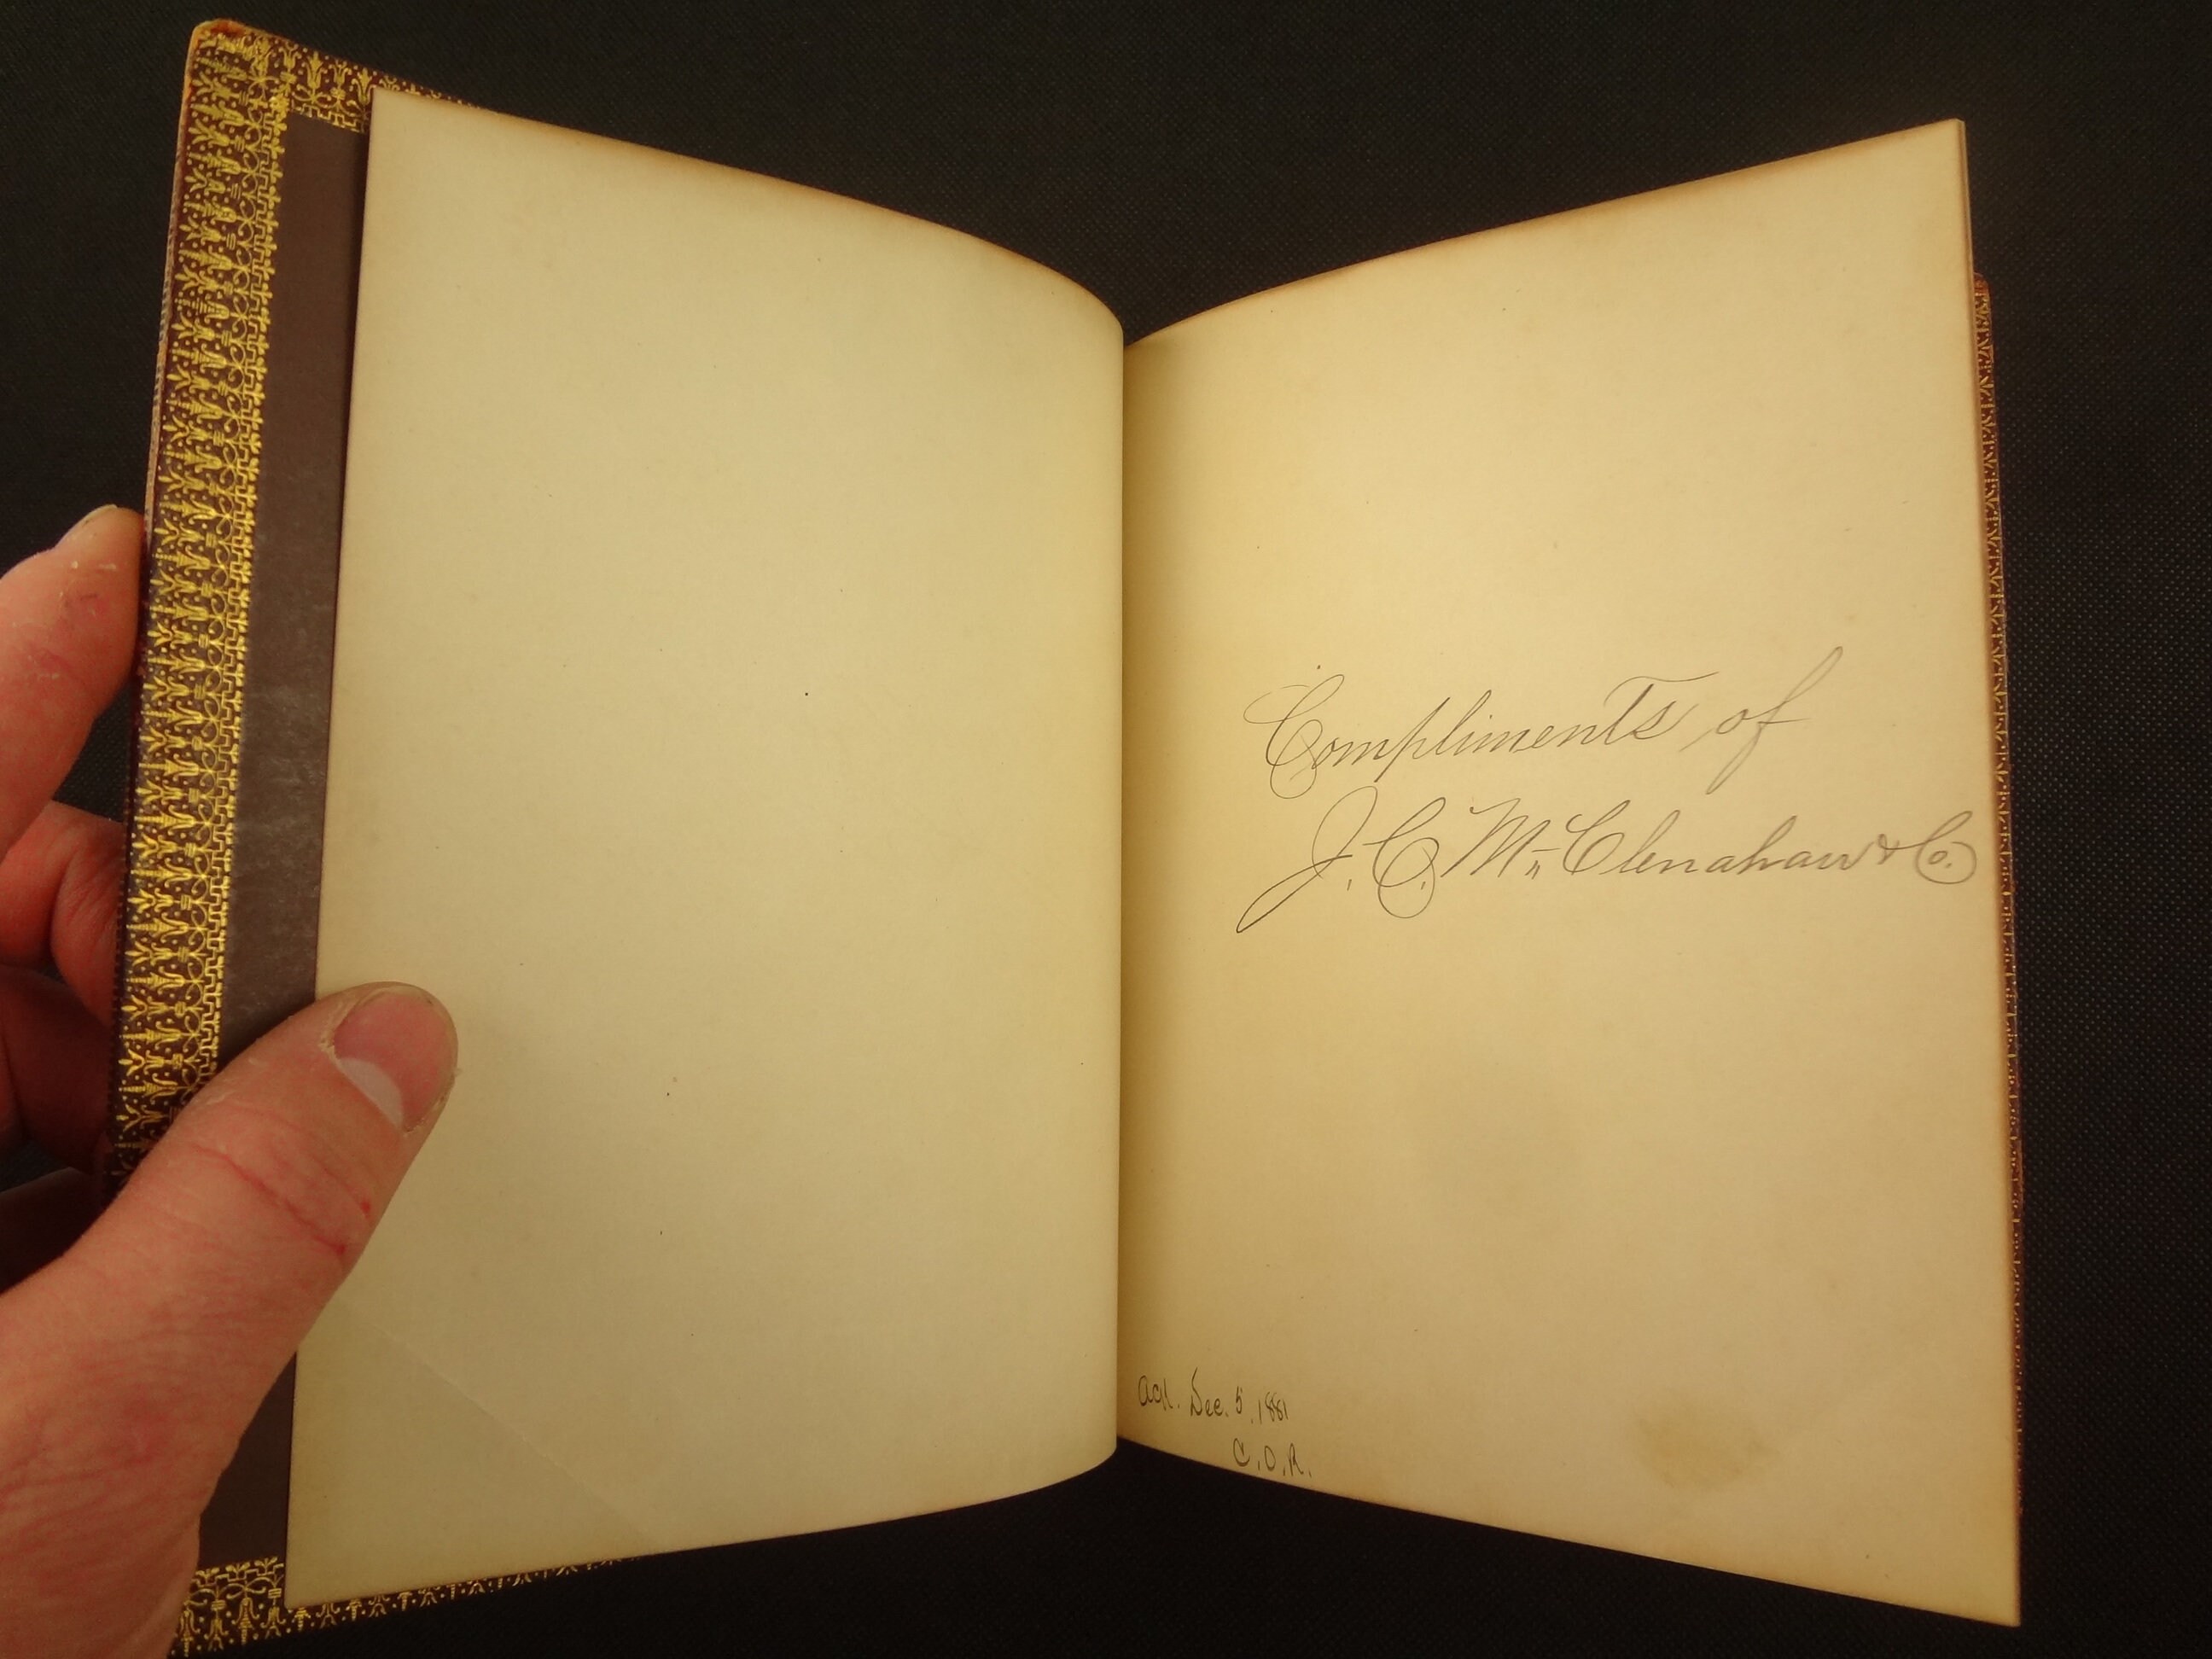 Compliments of
J. C. McClenahan & Co.
Ack. Dec. 5, 1881
C.O.R.